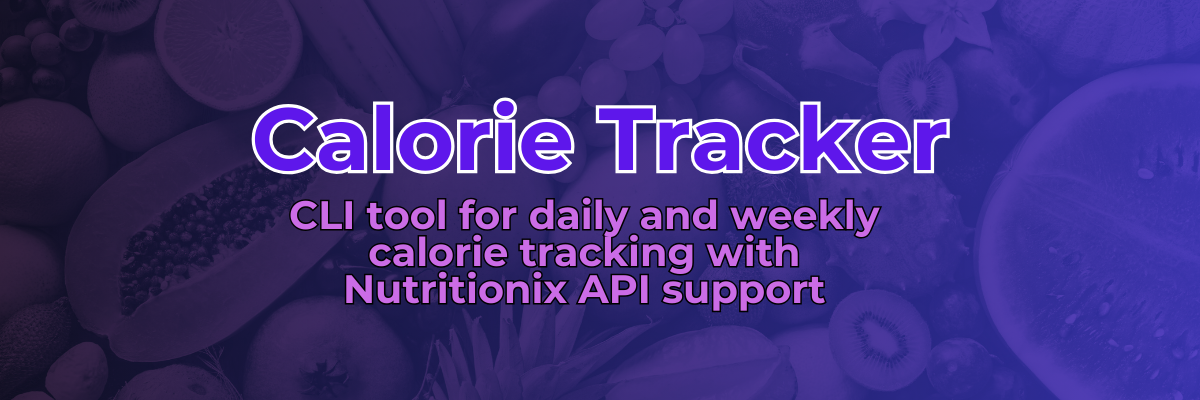 Calorie Tracker
CLI tool for daily and weekly
calorie tracking with
Nutritionix API support